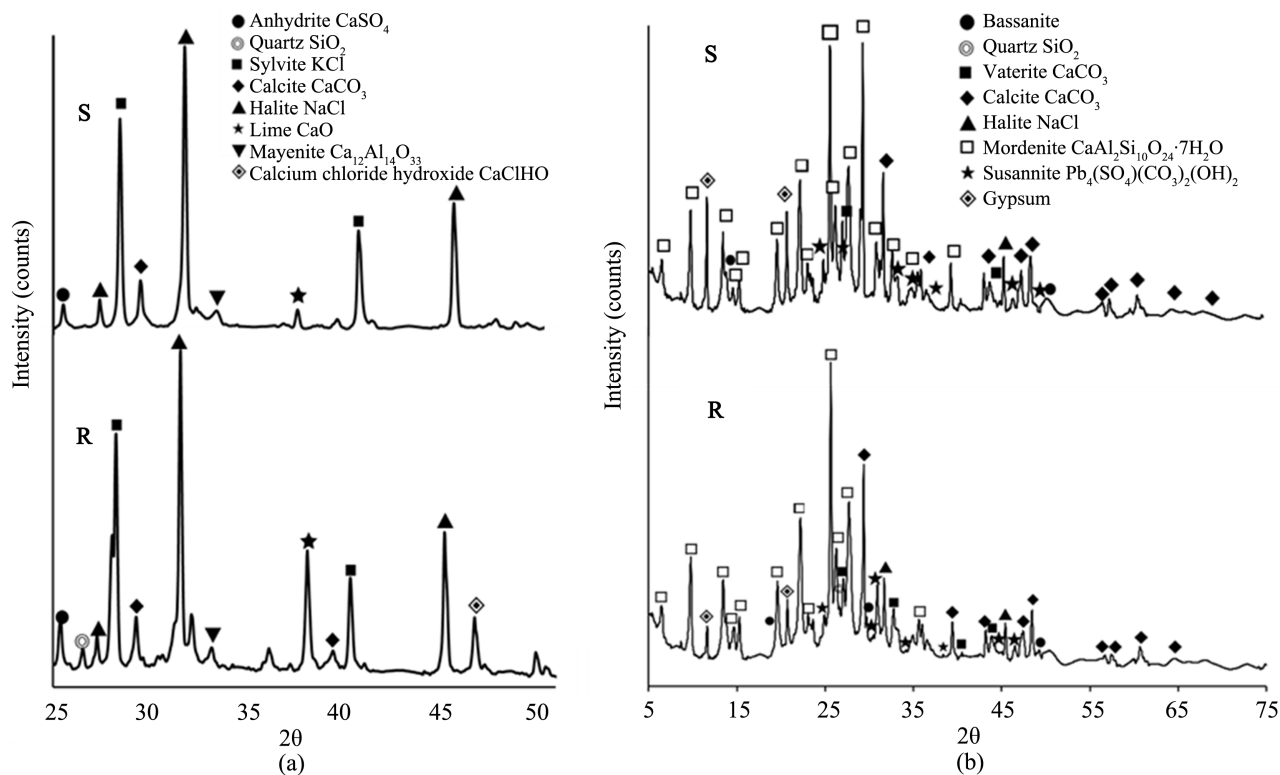 Anhydrite CaSO₄
Quartz SiO₂
Sylvite KCl
Calcite CaCO₃
Halite NaCl
Lime CaO
Mayenite Ca₁₂Al₁₄O₃₃
Calcium chloride hydroxide CaClHO
S
R
Intensity (counts)
25 30 35 40 45 50
2θ
(a)
Bassanite
Quartz SiO₂
Vaterite CaCO₃
Calcite CaCO₃
Halite NaCl
Mordenite CaAl₂Si₁₀O₂₄·7H₂O
Susannite Pb₄(SO₄)(CO₃)₂(OH)₂
Gypsum
S
R
Intensity (counts)
5 15 25 35 45 55 65 75
2θ
(b)